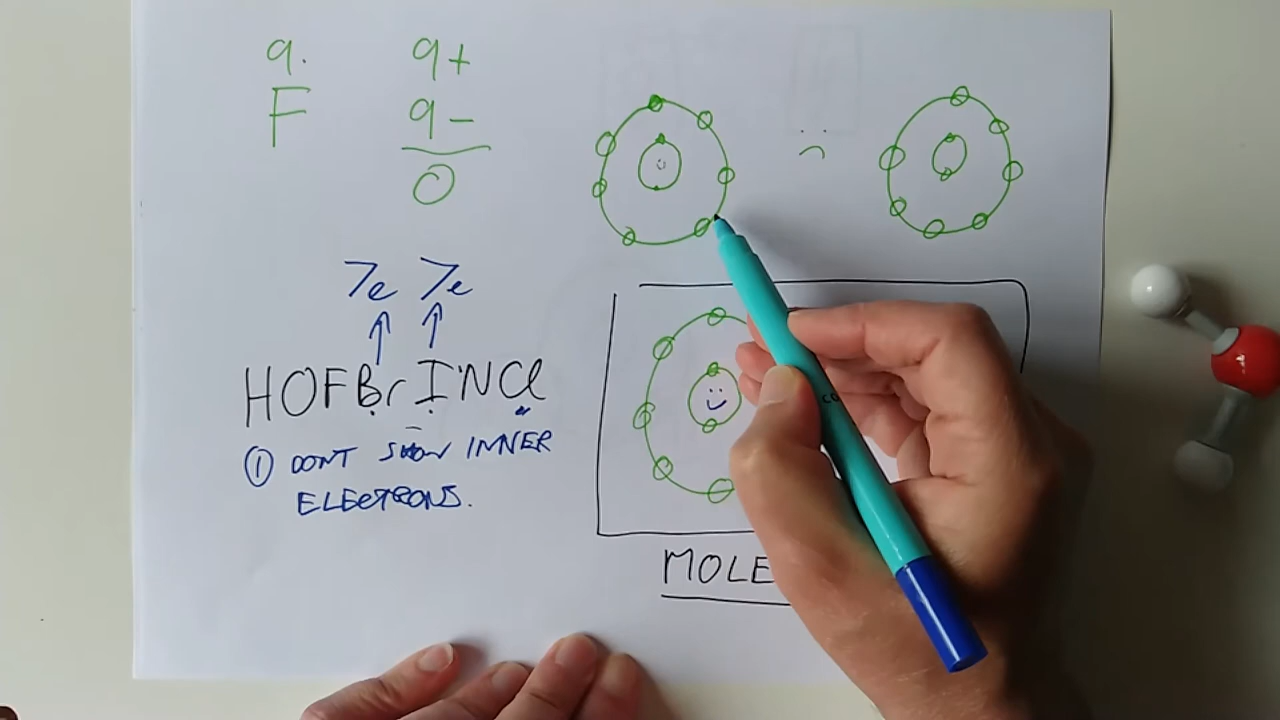 9.
F
9+
9-
0
7e 7e
HOFBrINCl
① DONT SHOW INNER
ELECTRONS.
MOLE